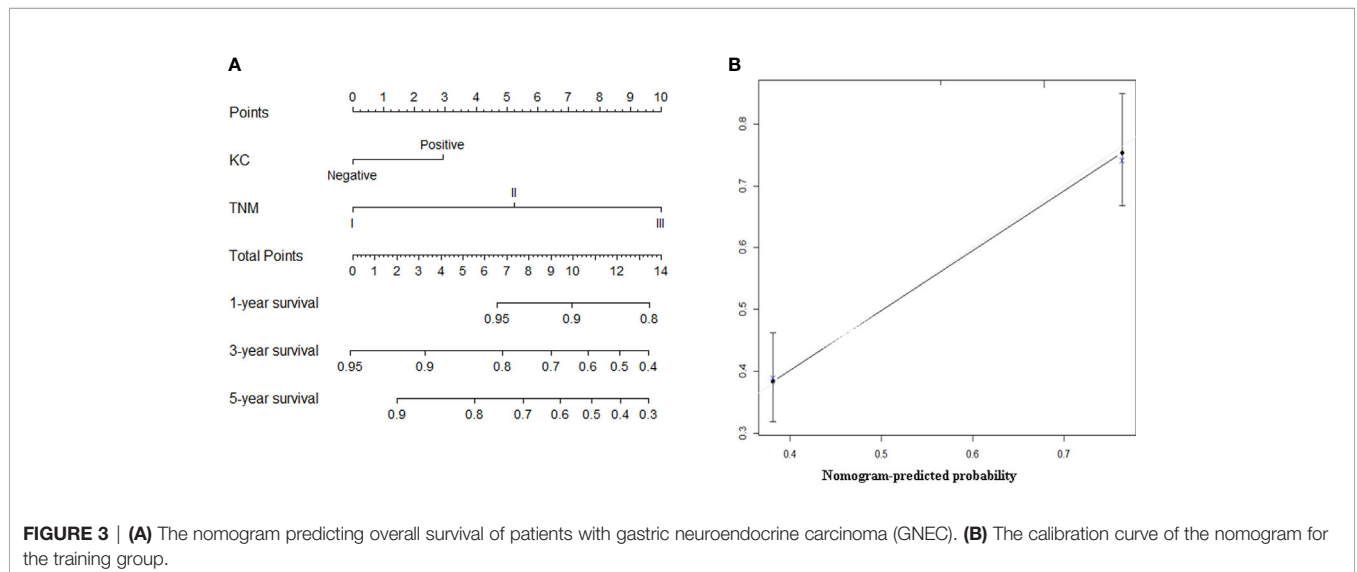 A
Points
0 1 2 3 4 5 6 7 8 9 10
KC
Positive
Negative
TNM
II
I III
Total Points
0 1 2 3 4 5 6 7 8 9 10 12 14
1-year survival
0.95 0.9 0.8
3-year survival
0.95 0.9 0.8 0.7 0.6 0.5 0.4
5-year survival
0.9 0.8 0.7 0.6 0.5 0.4 0.3
B
0.8
0.7
0.6
0.5
0.4
0.3
0.4 0.5 0.6 0.7
Nomogram-predicted probability
FIGURE 3 | (A) The nomogram predicting overall survival of patients with gastric neuroendocrine carcinoma (GNEC). (B) The calibration curve of the nomogram for
the training group.